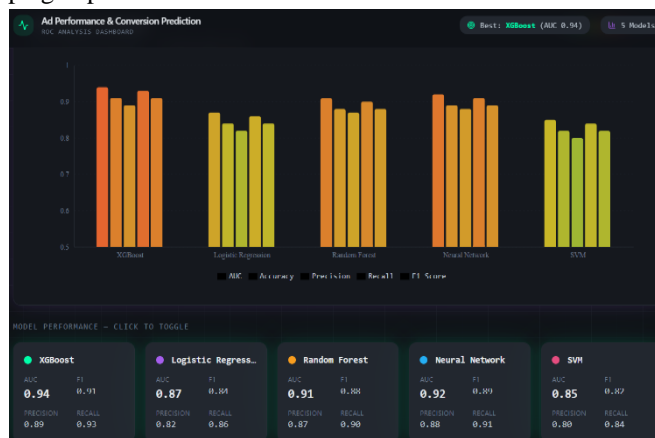 Ad Performance & Conversion Prediction
ROC ANALYSIS DASHBOARD
Best: XGBoost (AUC 0.94)
5 Models
1
0.9
0.8
0.7
0.6
0.5
XGBoost Logistic Regression Random Forest Neural Network SVM
AUC Accuracy Precision Recall F1 Score
MODEL PERFORMANCE — CLICK TO TOGGLE
XGBoost
AUC F1
0.94 0.91
PRECISION RECALL
0.89 0.93
Logistic Regress…
AUC F1
0.87 0.84
PRECISION RECALL
0.82 0.86
Random Forest
AUC F1
0.91 0.88
PRECISION RECALL
0.87 0.90
Neural Network
AUC F1
0.92 0.89
PRECISION RECALL
0.88 0.91
SVM
AUC F1
0.85 0.82
PRECISION RECALL
0.80 0.84